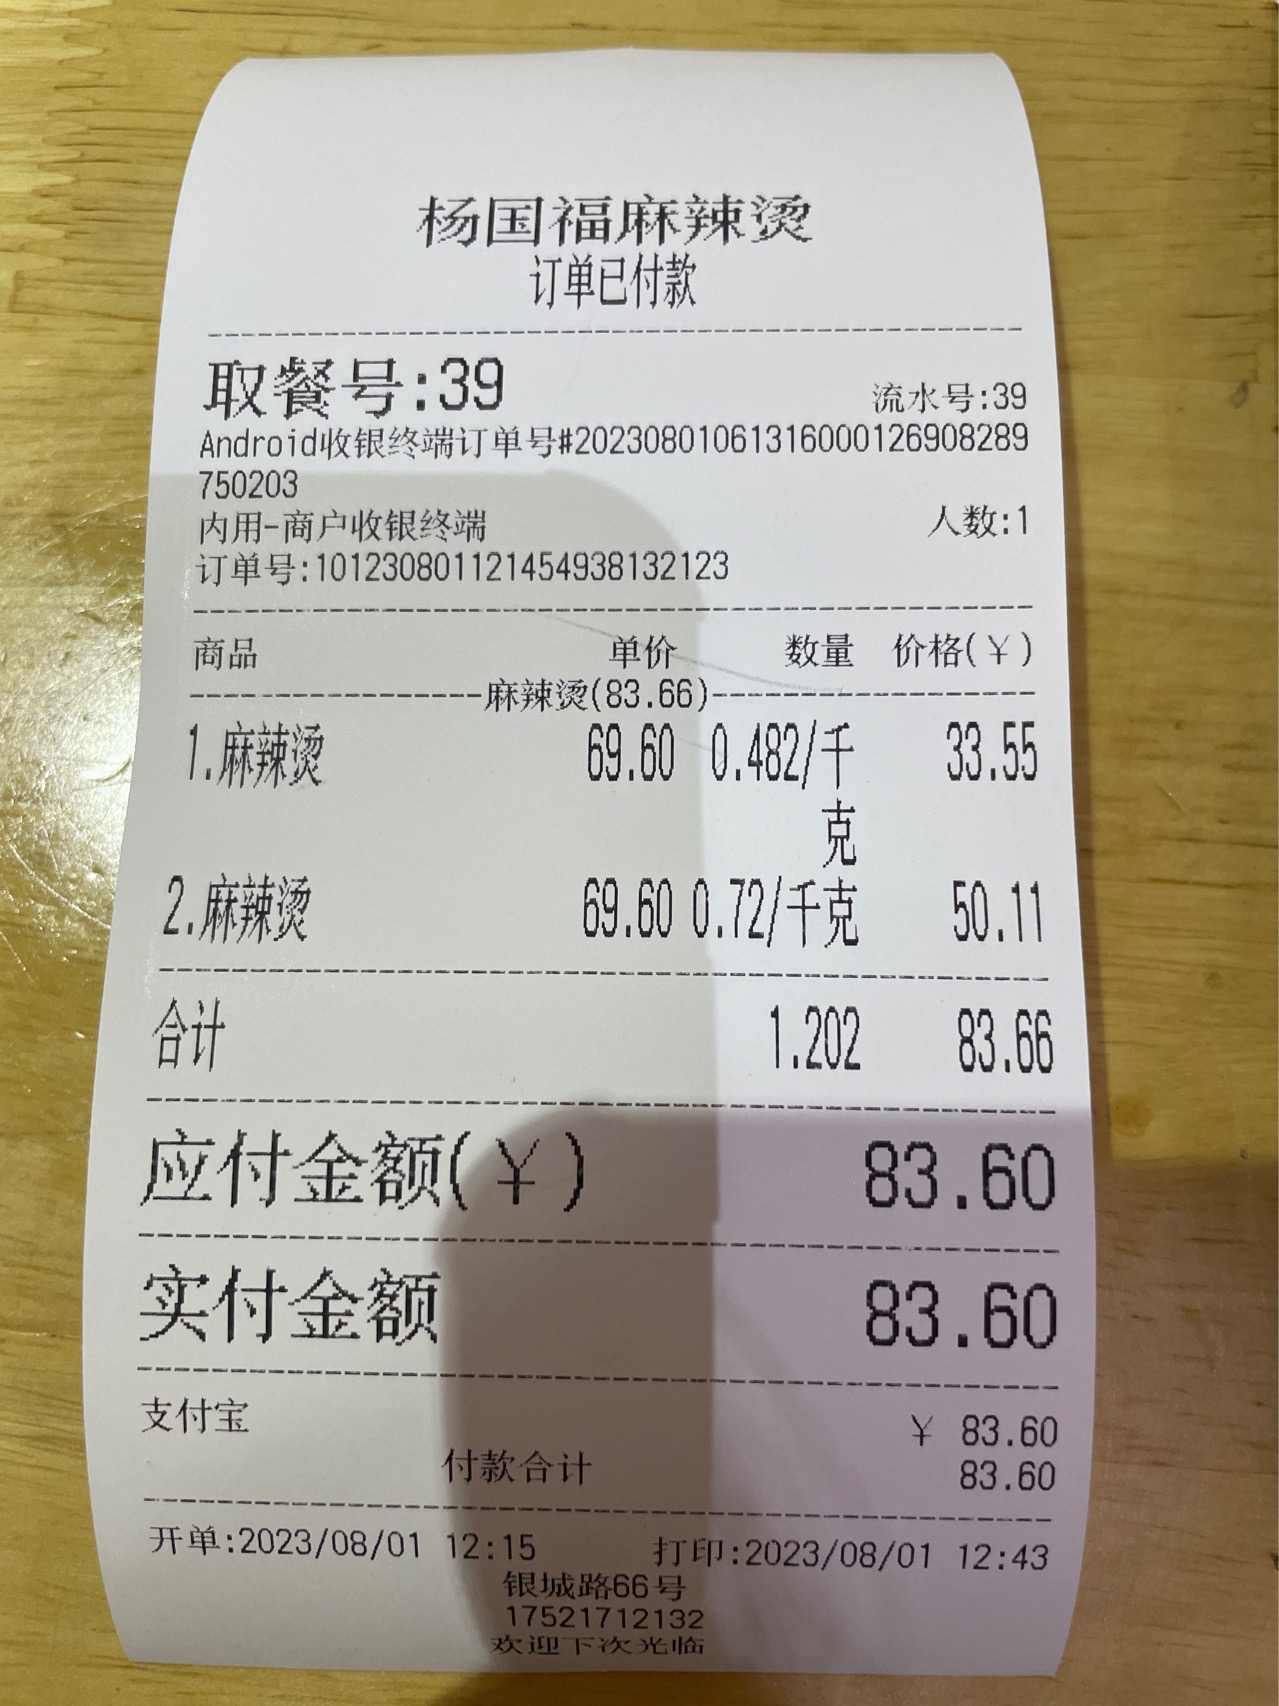 杨国福麻辣烫
订单已付款
取餐号:39 流水号:39
Android收银终端订单号#20230801061316000126908289
750203
内用-商户收银终端 人数:1
订单号:101230801121454938132123
商品 单价 数量 价格(¥)
麻辣烫(83.66)
1.麻辣烫 69.60 0.482/千 33.55
克
2.麻辣烫 69.60 0.72/千克 50.11
合计 1.202 83.66
应付金额(¥) 83.60
实付金额 83.60
支付宝 ¥ 83.60
付款合计 83.60
开单:2023/08/01 12:15 打印:2023/08/01 12:43
银城路66号
17521712132
欢迎下次光临